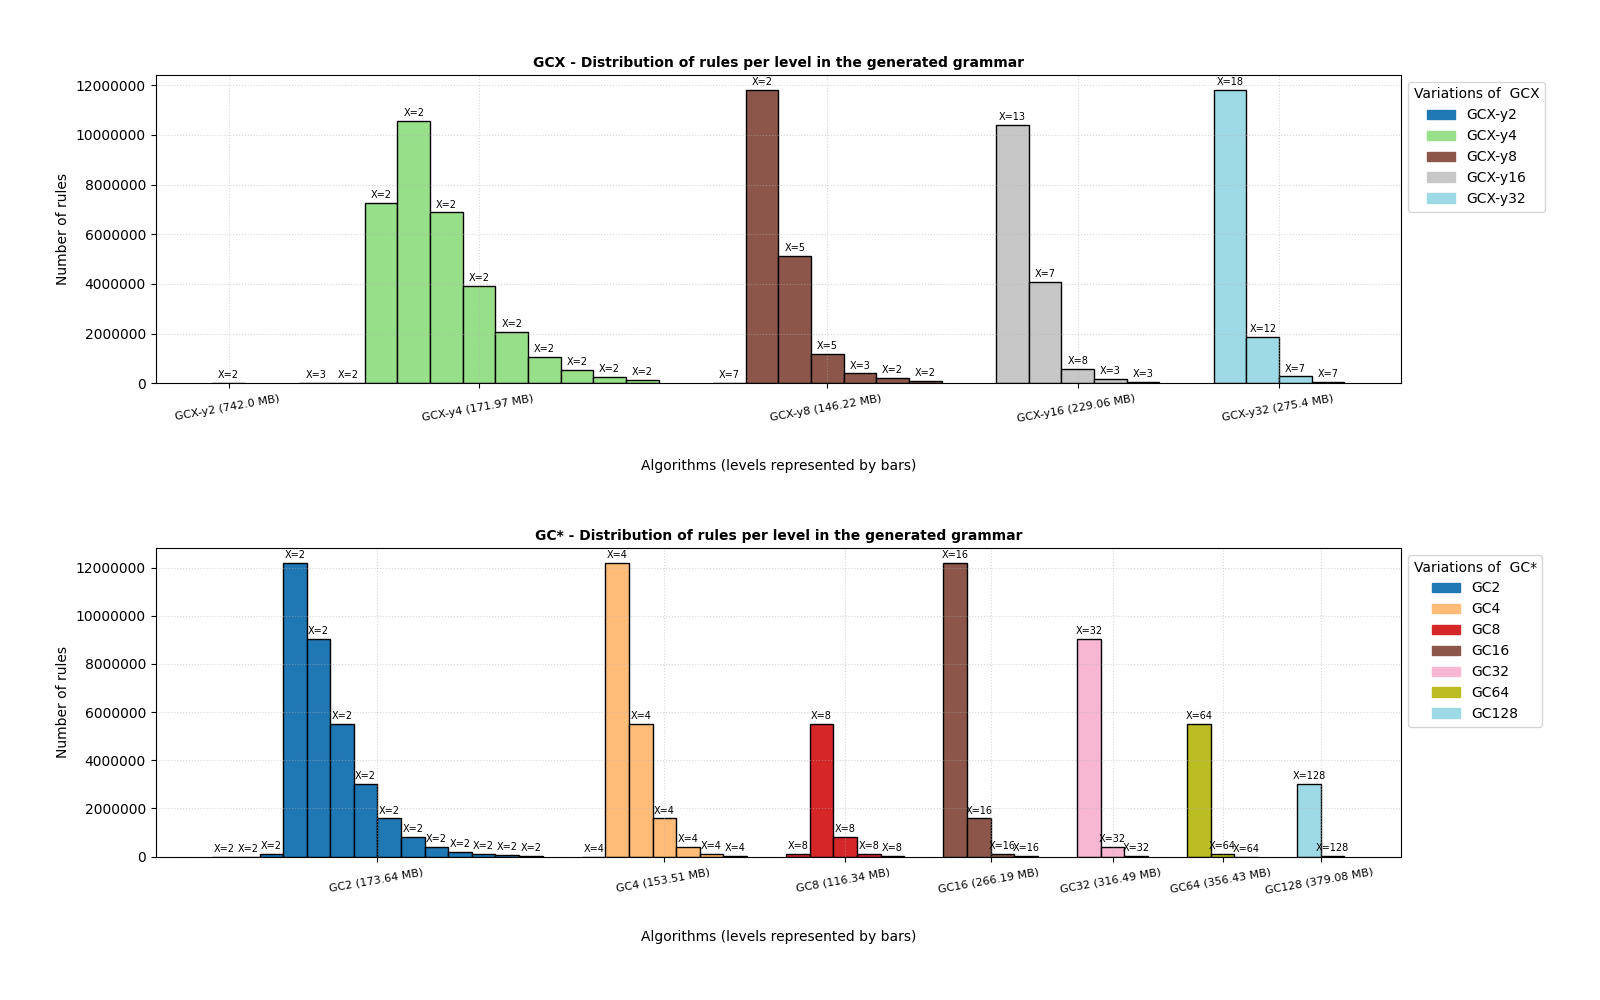 GCX - Distribution of rules per level in the generated grammar
Number of rules
12000000
10000000
8000000
6000000
4000000
2000000
0
X=2
X=3
X=2
X=2
X=2
X=2
X=2
X=2
X=2
X=2
X=2
X=2
X=7
X=2
X=5
X=5
X=3
X=2
X=2
X=13
X=7
X=8
X=3
X=3
X=18
X=12
X=7
X=7
GCX-y2 (742.0 MB)
GCX-y4 (171.97 MB)
GCX-y8 (146.22 MB)
GCX-y16 (229.06 MB)
GCX-y32 (275.4 MB)
Algorithms (levels represented by bars)
Variations of  GCX
GCX-y2
GCX-y4
GCX-y8
GCX-y16
GCX-y32
GC* - Distribution of rules per level in the generated grammar
Number of rules
12000000
10000000
8000000
6000000
4000000
2000000
0
X=2
X=2
X=2
X=2
X=2
X=2
X=2
X=2
X=2
X=2
X=2
X=2
X=2
X=2
X=4
X=4
X=4
X=4
X=4
X=4
X=4
X=8
X=8
X=8
X=8
X=8
X=16
X=16
X=16
X=16
X=32
X=32
X=32
X=64
X=64
X=64
X=128
X=128
GC2 (173.64 MB)
GC4 (153.51 MB)
GC8 (116.34 MB)
GC16 (266.19 MB)
GC32 (316.49 MB)
GC64 (356.43 MB)
GC128 (379.08 MB)
Algorithms (levels represented by bars)
Variations of  GC*
GC2
GC4
GC8
GC16
GC32
GC64
GC128